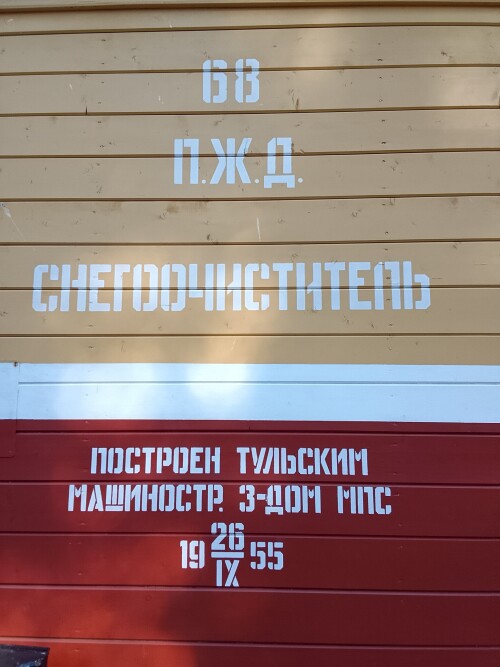 68
П.Ж.Д.
СНЕГООЧИСТИТЕЛЬ
ПОСТРОЕН ТУЛЬСКИМ
МАШИНОСТР. З-ДОМ МПС
19 26/IX 55